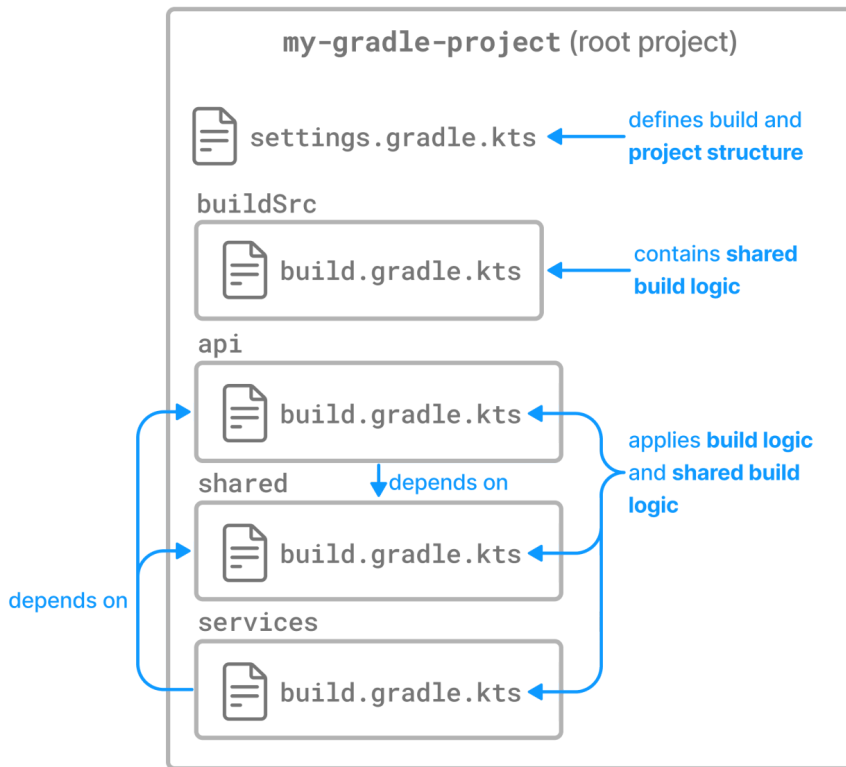 my-gradle-project (root project)
settings.gradle.kts
defines build and
project structure
buildSrc
build.gradle.kts
contains shared
build logic
api
build.gradle.kts
applies build logic
and shared build
logic
depends on
shared
build.gradle.kts
depends on
services
build.gradle.kts